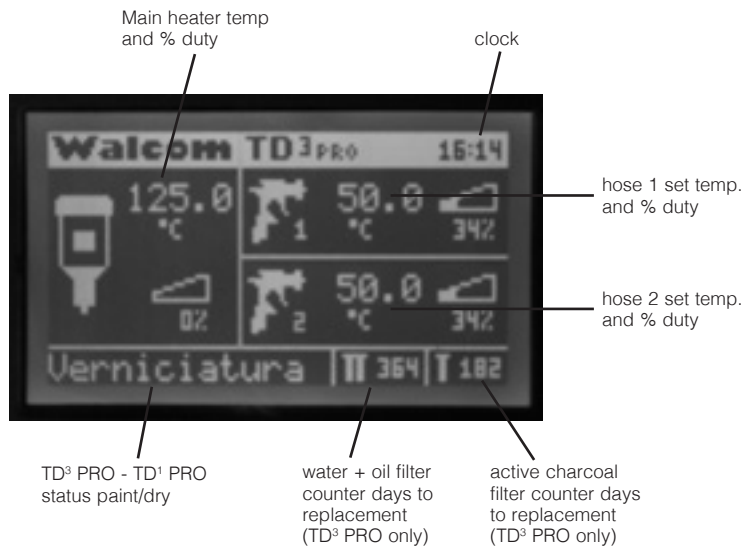 Main heater temp
and % duty
clock
Walcom TD³ PRO 16:14
125.0
°C
0%
1
50.0
°C
34%
2
50.0
°C
34%
Verniciatura
364
182
hose 1 set temp.
and % duty
hose 2 set temp.
and % duty
TD³ PRO - TD¹ PRO
status paint/dry
water + oil filter
counter days to
replacement
(TD³ PRO only)
active charcoal
filter counter days
to replacement
(TD³ PRO only)